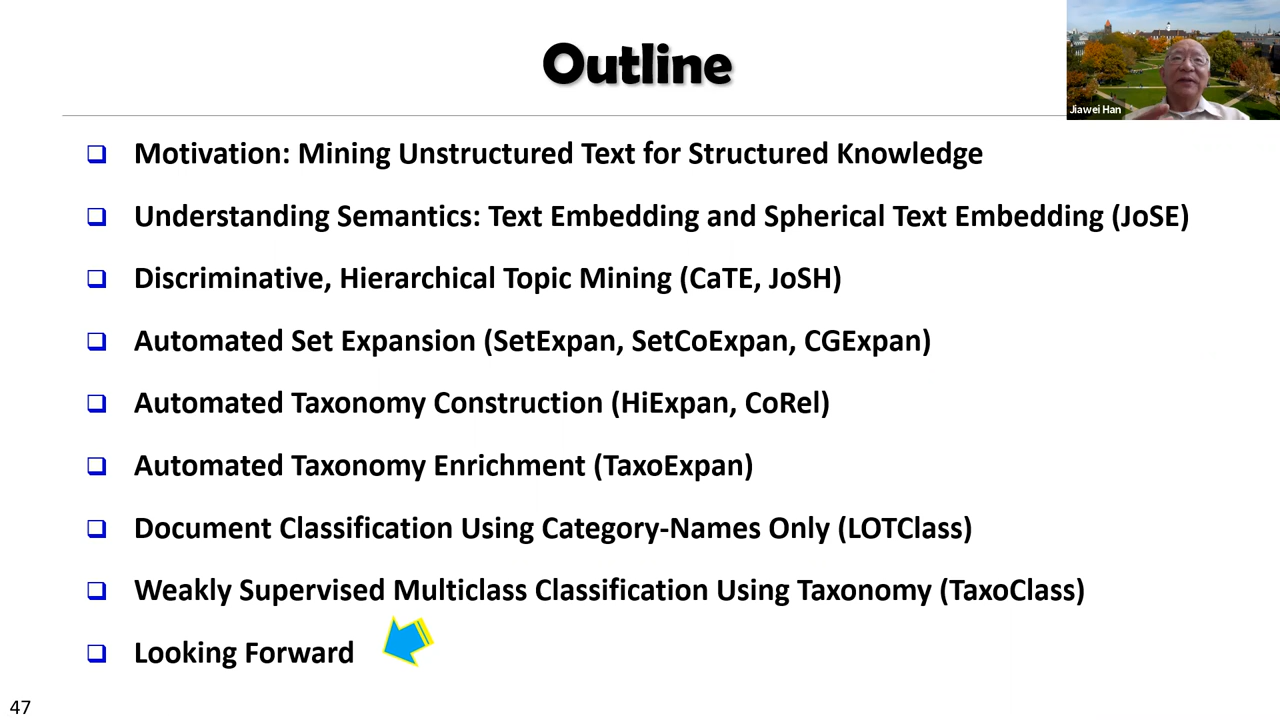 Outline
Jiawei Han
Motivation: Mining Unstructured Text for Structured Knowledge
Understanding Semantics: Text Embedding and Spherical Text Embedding (JoSE)
Discriminative, Hierarchical Topic Mining (CaTE, JoSH)
Automated Set Expansion (SetExpan, SetCoExpan, CGExpan)
Automated Taxonomy Construction (HiExpan, CoRel)
Automated Taxonomy Enrichment (TaxoExpan)
Document Classification Using Category-Names Only (LOTClass)
Weakly Supervised Multiclass Classification Using Taxonomy (TaxoClass)
Looking Forward
47